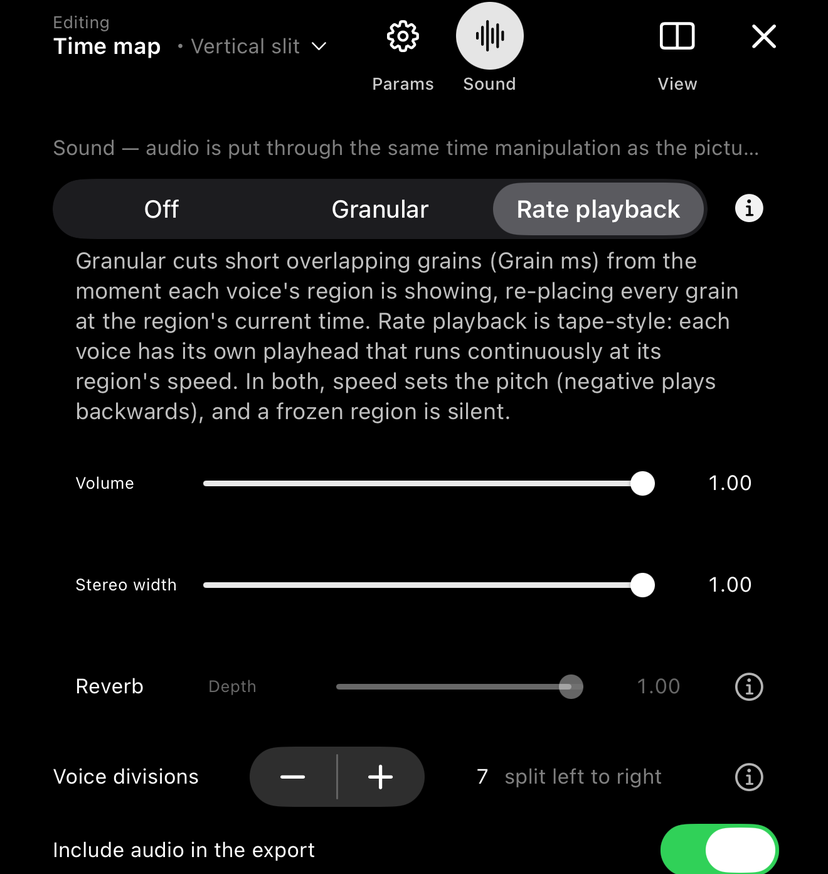 Editing
Time map • Vertical slit
Params Sound View
Sound — audio is put through the same time manipulation as the pictu...
Off Granular Rate playback
Granular cuts short overlapping grains (Grain ms) from the
moment each voice's region is showing, re-placing every grain
at the region's current time. Rate playback is tape-style: each
voice has its own playhead that runs continuously at its
region's speed. In both, speed sets the pitch (negative plays
backwards), and a frozen region is silent.
Volume 1.00
Stereo width 1.00
Reverb Depth 1.00
Voice divisions 7 split left to right
Include audio in the export